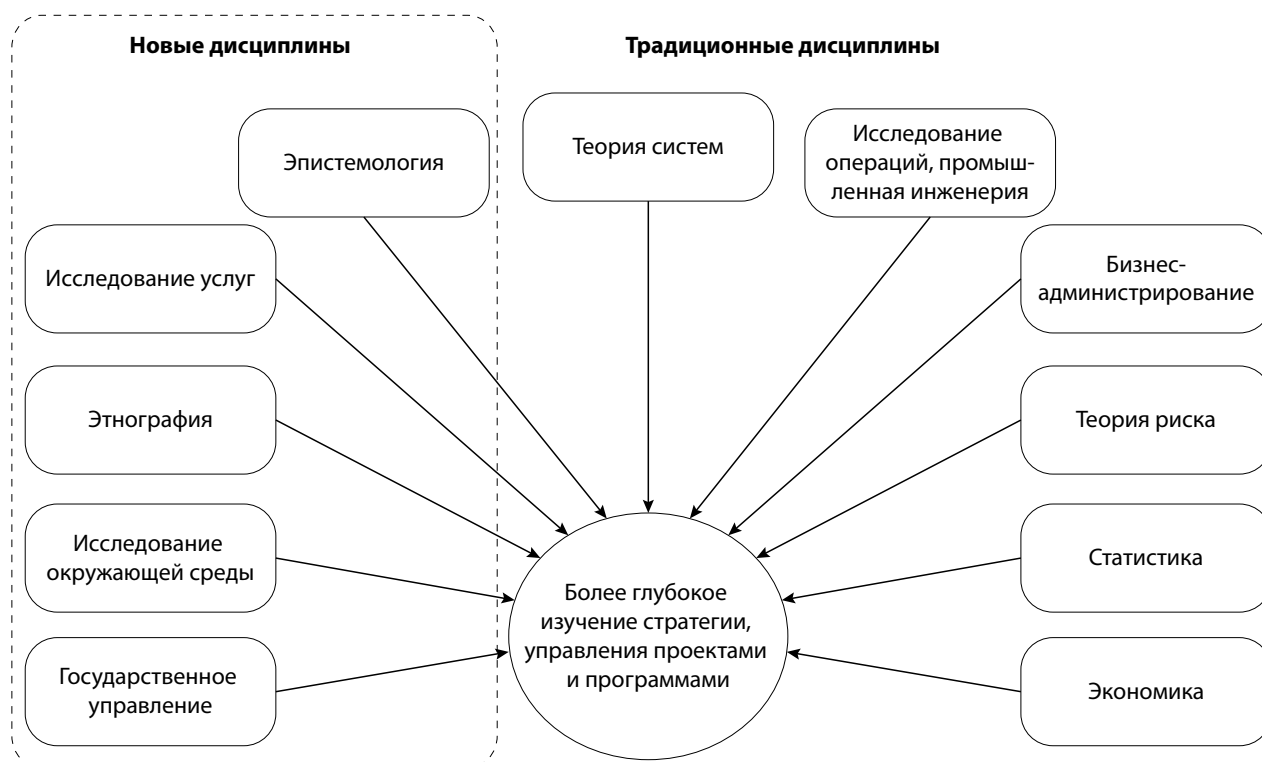 Новые дисциплины
Традиционные дисциплины
Эпистемология
Теория систем
Исследование
операций, промыш-
ленная инженерия
Исследование услуг
Бизнес-
администрирование
Этнография
Теория риска
Исследование
окружающей среды
Статистика
Более глубокое
изучение стратегии,
управления проектами
и программами
Государственное
управление
Экономика